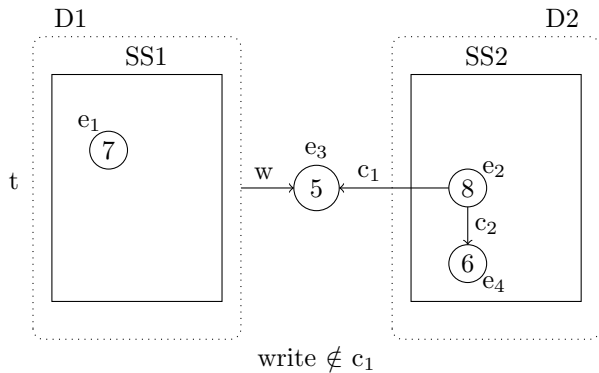 D1
D2
SS1
SS2
e₁
7
t
w
e₃
5
c₁
8
e₂
c₂
6
e₄
write ∉ c₁